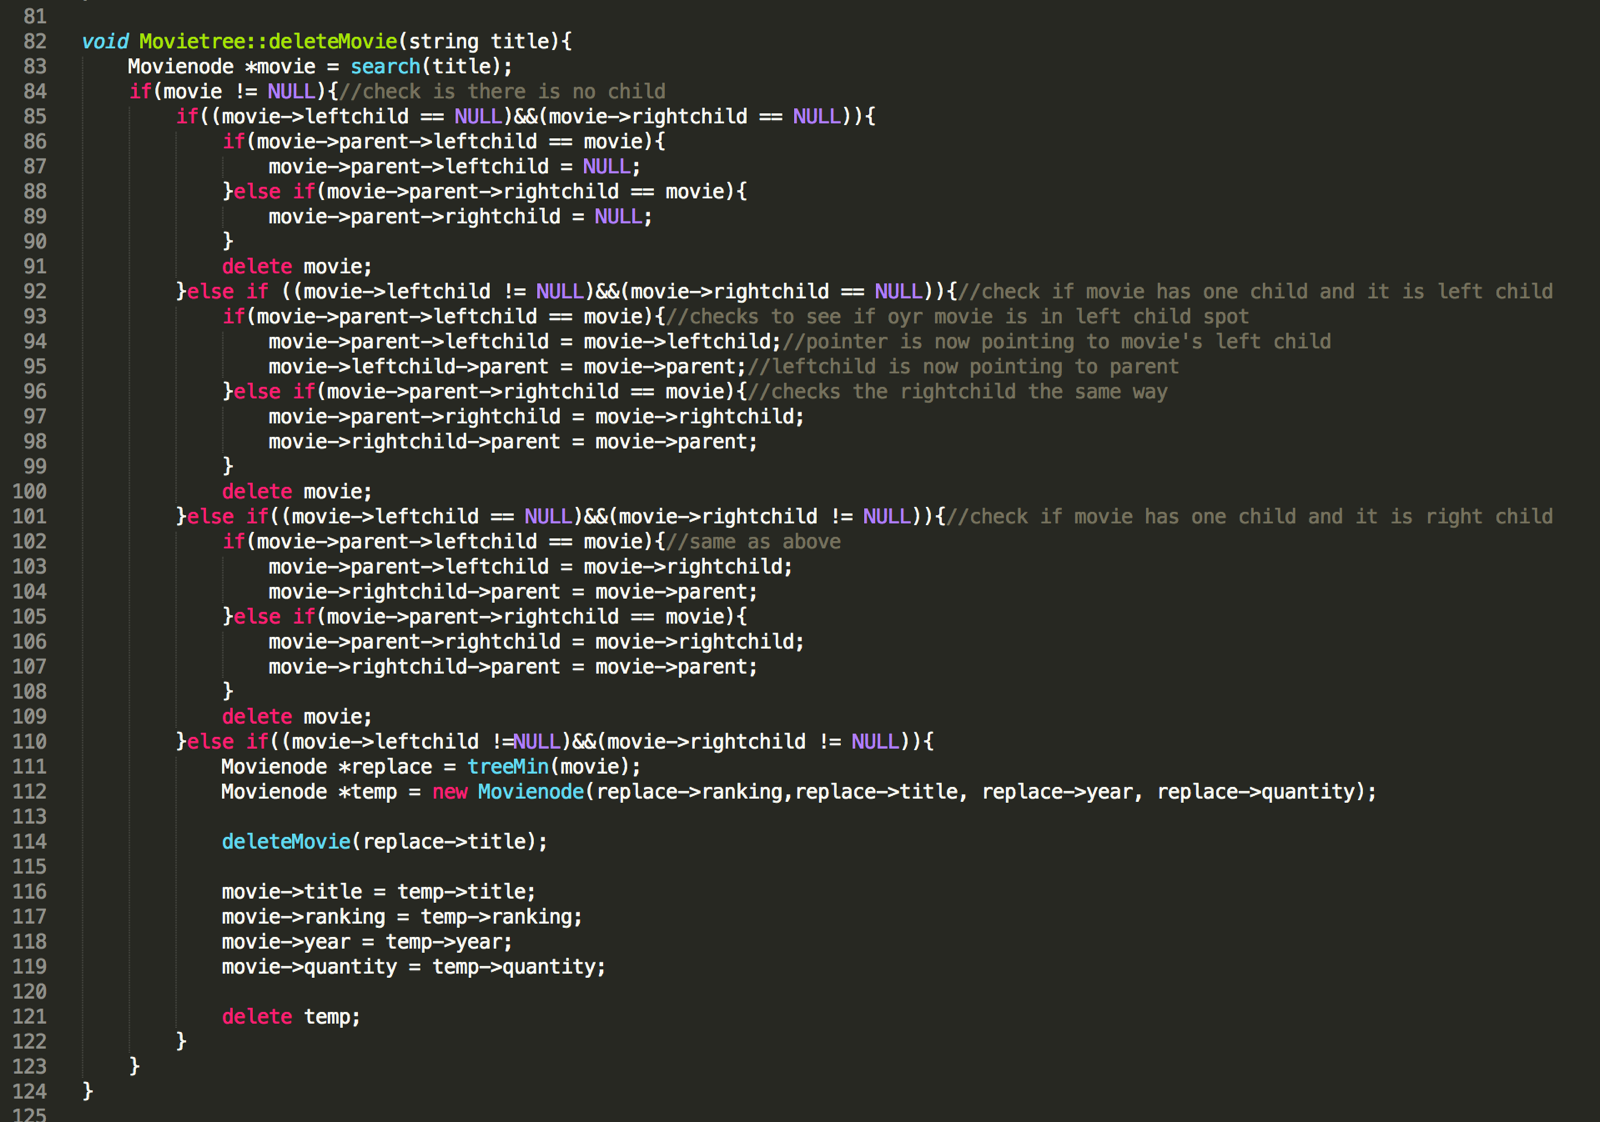 81
82 void Movietree::deleteMovie(string title){
83 Movienode *movie = search(title);
84 if(movie != NULL){//check is there is no child
85 if((movie->leftchild == NULL)&&(movie->rightchild == NULL)){
86 if(movie->parent->leftchild == movie){
87 movie->parent->leftchild = NULL;
88 }else if(movie->parent->rightchild == movie){
89 movie->parent->rightchild = NULL;
90 }
91 delete movie;
92 }else if ((movie->leftchild != NULL)&&(movie->rightchild == NULL)){//check if movie has one child and it is left child
93 if(movie->parent->leftchild == movie){//checks to see if oyr movie is in left child spot
94 movie->parent->leftchild = movie->leftchild;//pointer is now pointing to movie's left child
95 movie->leftchild->parent = movie->parent;//leftchild is now pointing to parent
96 }else if(movie->parent->rightchild == movie){//checks the rightchild the same way
97 movie->parent->rightchild = movie->rightchild;
98 movie->rightchild->parent = movie->parent;
99 }
100 delete movie;
101 }else if((movie->leftchild == NULL)&&(movie->rightchild != NULL)){//check if movie has one child and it is right child
102 if(movie->parent->leftchild == movie){//same as above
103 movie->parent->leftchild = movie->rightchild;
104 movie->rightchild->parent = movie->parent;
105 }else if(movie->parent->rightchild == movie){
106 movie->parent->rightchild = movie->rightchild;
107 movie->rightchild->parent = movie->parent;
108 }
109 delete movie;
110 }else if((movie->leftchild !=NULL)&&(movie->rightchild != NULL)){
111 Movienode *replace = treeMin(movie);
112 Movienode *temp = new Movienode(replace->ranking,replace->title, replace->year, replace->quantity);
113
114 deleteMovie(replace->title);
115
116 movie->title = temp->title;
117 movie->ranking = temp->ranking;
118 movie->year = temp->year;
119 movie->quantity = temp->quantity;
120
121 delete temp;
122 }
123 }
124 }
125